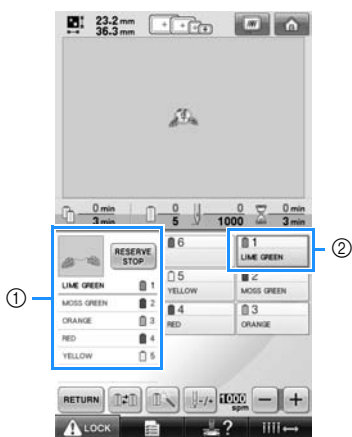 23.2 mm
36.3 mm
0 min
3 min
0
5
0
1000
0 min
3 min
RESERVE STOP
LIME GREEN 1
MOSS GREEN 2
ORANGE 3
RED 4
YELLOW 5
6
1
LIME GREEN
5
YELLOW
2
MOSS GREEN
4
RED
3
ORANGE
①
②
RETURN
-/+
1000
spm
−
+
LOCK
?